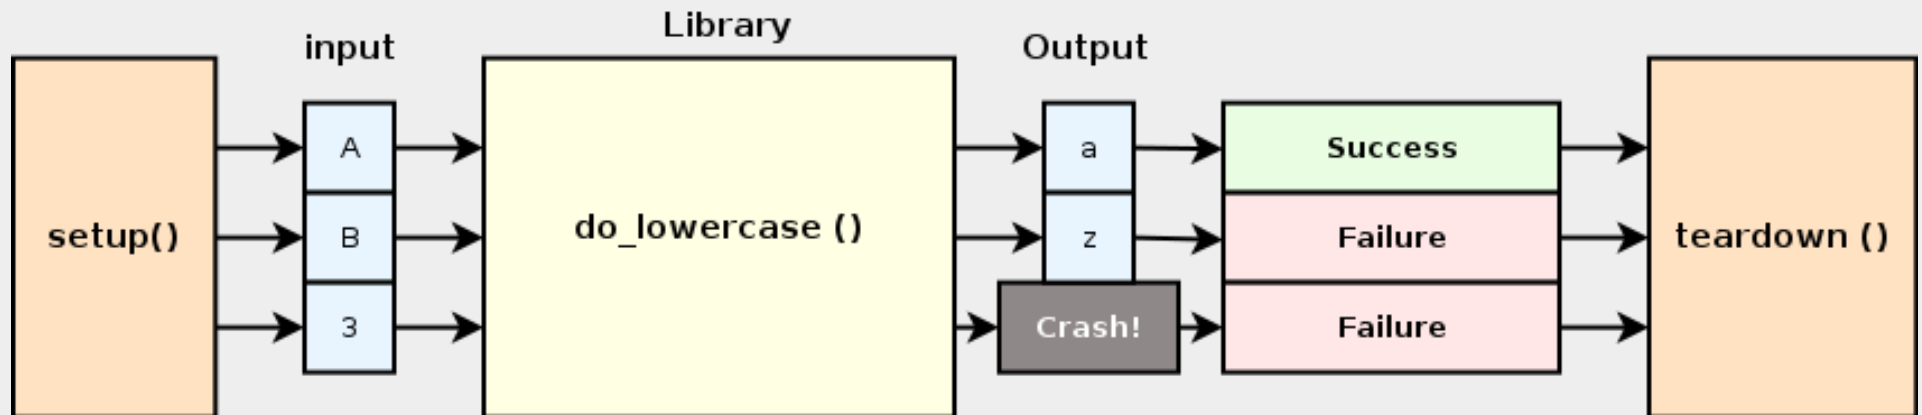 Library
input
Output
setup()
A
B
3
do_lowercase ()
a
z
Crash!
Success
Failure
Failure
teardown ()